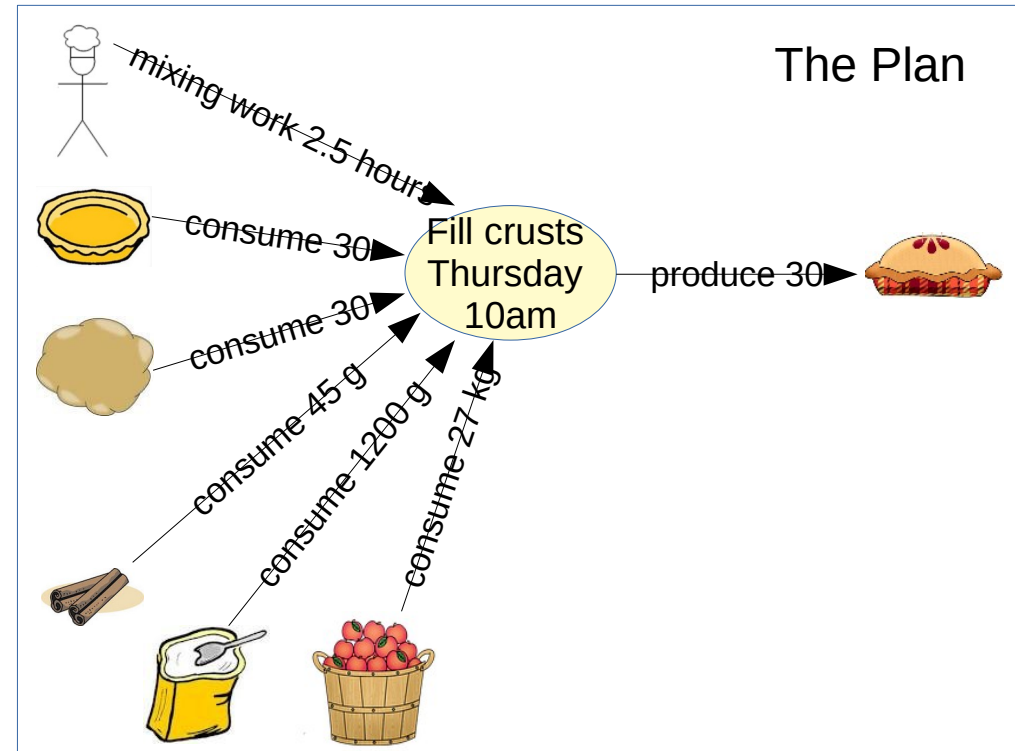 The Plan
mixing work 2.5 hours
consume 30
consume 30
consume 45 g
consume 1200 g
consume 27 kg
Fill crusts
Thursday
10am
produce 30